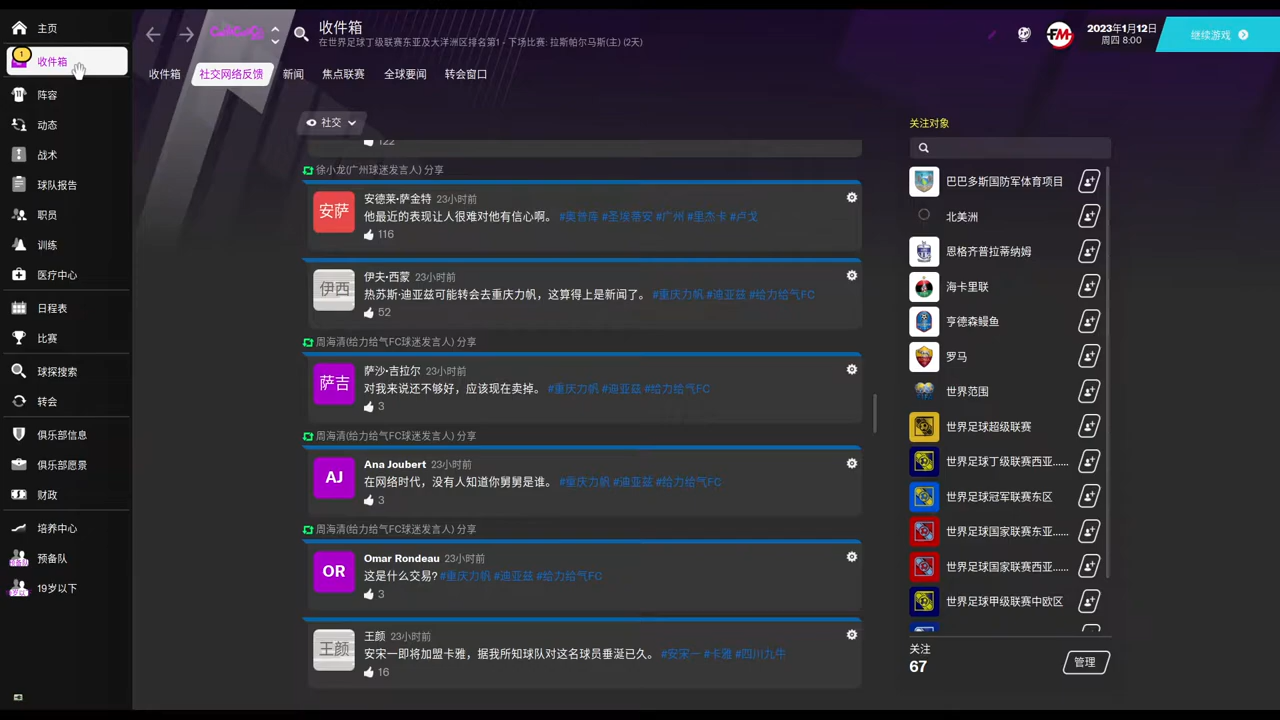 主页
1
收件箱
阵容
动态
战术
球队报告
职员
训练
医疗中心
日程表
比赛
球探搜索
转会
俱乐部信息
俱乐部愿景
财政
培养中心
预备队
19岁以下
收件箱
在世界足球丁级联赛东亚及大洋洲区排名第1 - 下场比赛: 拉斯帕尔马斯(主) (2天)
FM
2023年1月12日
周四 8:00
继续游戏
收件箱 社交网络反馈 新闻 焦点联赛 全球要闻 转会窗口
社交
122
徐小龙(广州球迷发言人) 分享
安萨
安德莱·萨金特 23小时前
他最近的表现让人很难对他有信心啊。 #奥普库 #圣埃蒂安 #广州 #里杰卡 #卢戈
116
伊西
伊夫·西蒙 23小时前
热苏斯·迪亚兹可能转会去重庆力帆，这算得上是新闻了。 #重庆力帆 #迪亚兹 #给力给气FC
52
周海清(给力给气FC球迷发言人) 分享
萨吉
萨沙·吉拉尔 23小时前
对我来说还不够好，应该现在卖掉。 #重庆力帆 #迪亚兹 #给力给气FC
3
周海清(给力给气FC球迷发言人) 分享
AJ
Ana Joubert 23小时前
在网络时代，没有人知道你舅舅是谁。 #重庆力帆 #迪亚兹 #给力给气FC
3
周海清(给力给气FC球迷发言人) 分享
OR
Omar Rondeau 23小时前
这是什么交易? #重庆力帆 #迪亚兹 #给力给气FC
3
王颜
王颜 23小时前
安宋一即将加盟卡雅，据我所知球队对这名球员垂涎已久。 #安宋一 #卡雅 #四川九牛
16
关注对象
巴巴多斯国防军体育项目
北美洲
恩格齐普拉蒂纳姆
海卡里联
亨德森鳗鱼
罗马
世界范围
世界足球超级联赛
世界足球丁级联赛西亚......
世界足球冠军联赛东区
世界足球国家联赛东亚......
世界足球国家联赛西亚......
世界足球甲级联赛中欧区
关注
67
管理